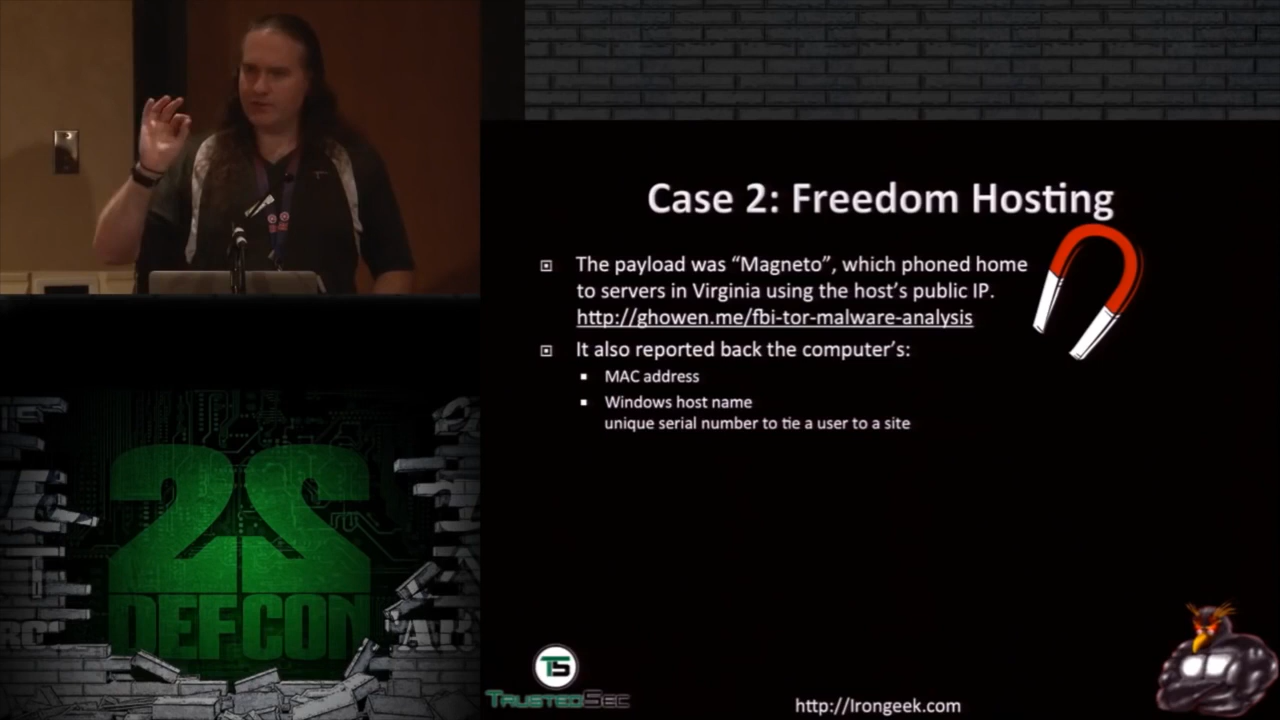 Case 2: Freedom Hosting
The payload was “Magneto”, which phoned home
to servers in Virginia using the host’s public IP.
http://ghowen.me/fbi-tor-malware-analysis
It also reported back the computer’s:
MAC address
Windows host name
unique serial number to tie a user to a site
22
DEFCON
TS
TRUSTEDSEC
http://Irongeek.com